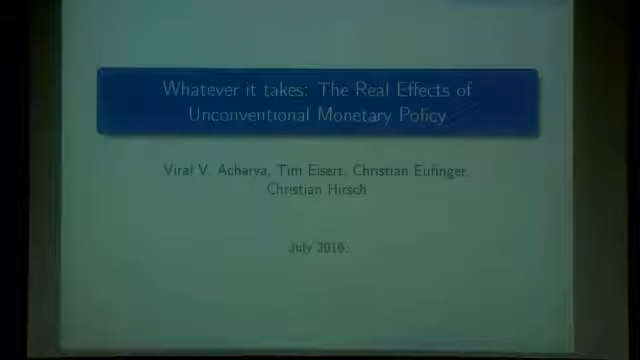 Whatever it takes: The Real Effects of
Unconventional Monetary Policy
Viral V. Acharya, Tim Eisert, Christian Eufinger,
Christian Hirsch
July 2016